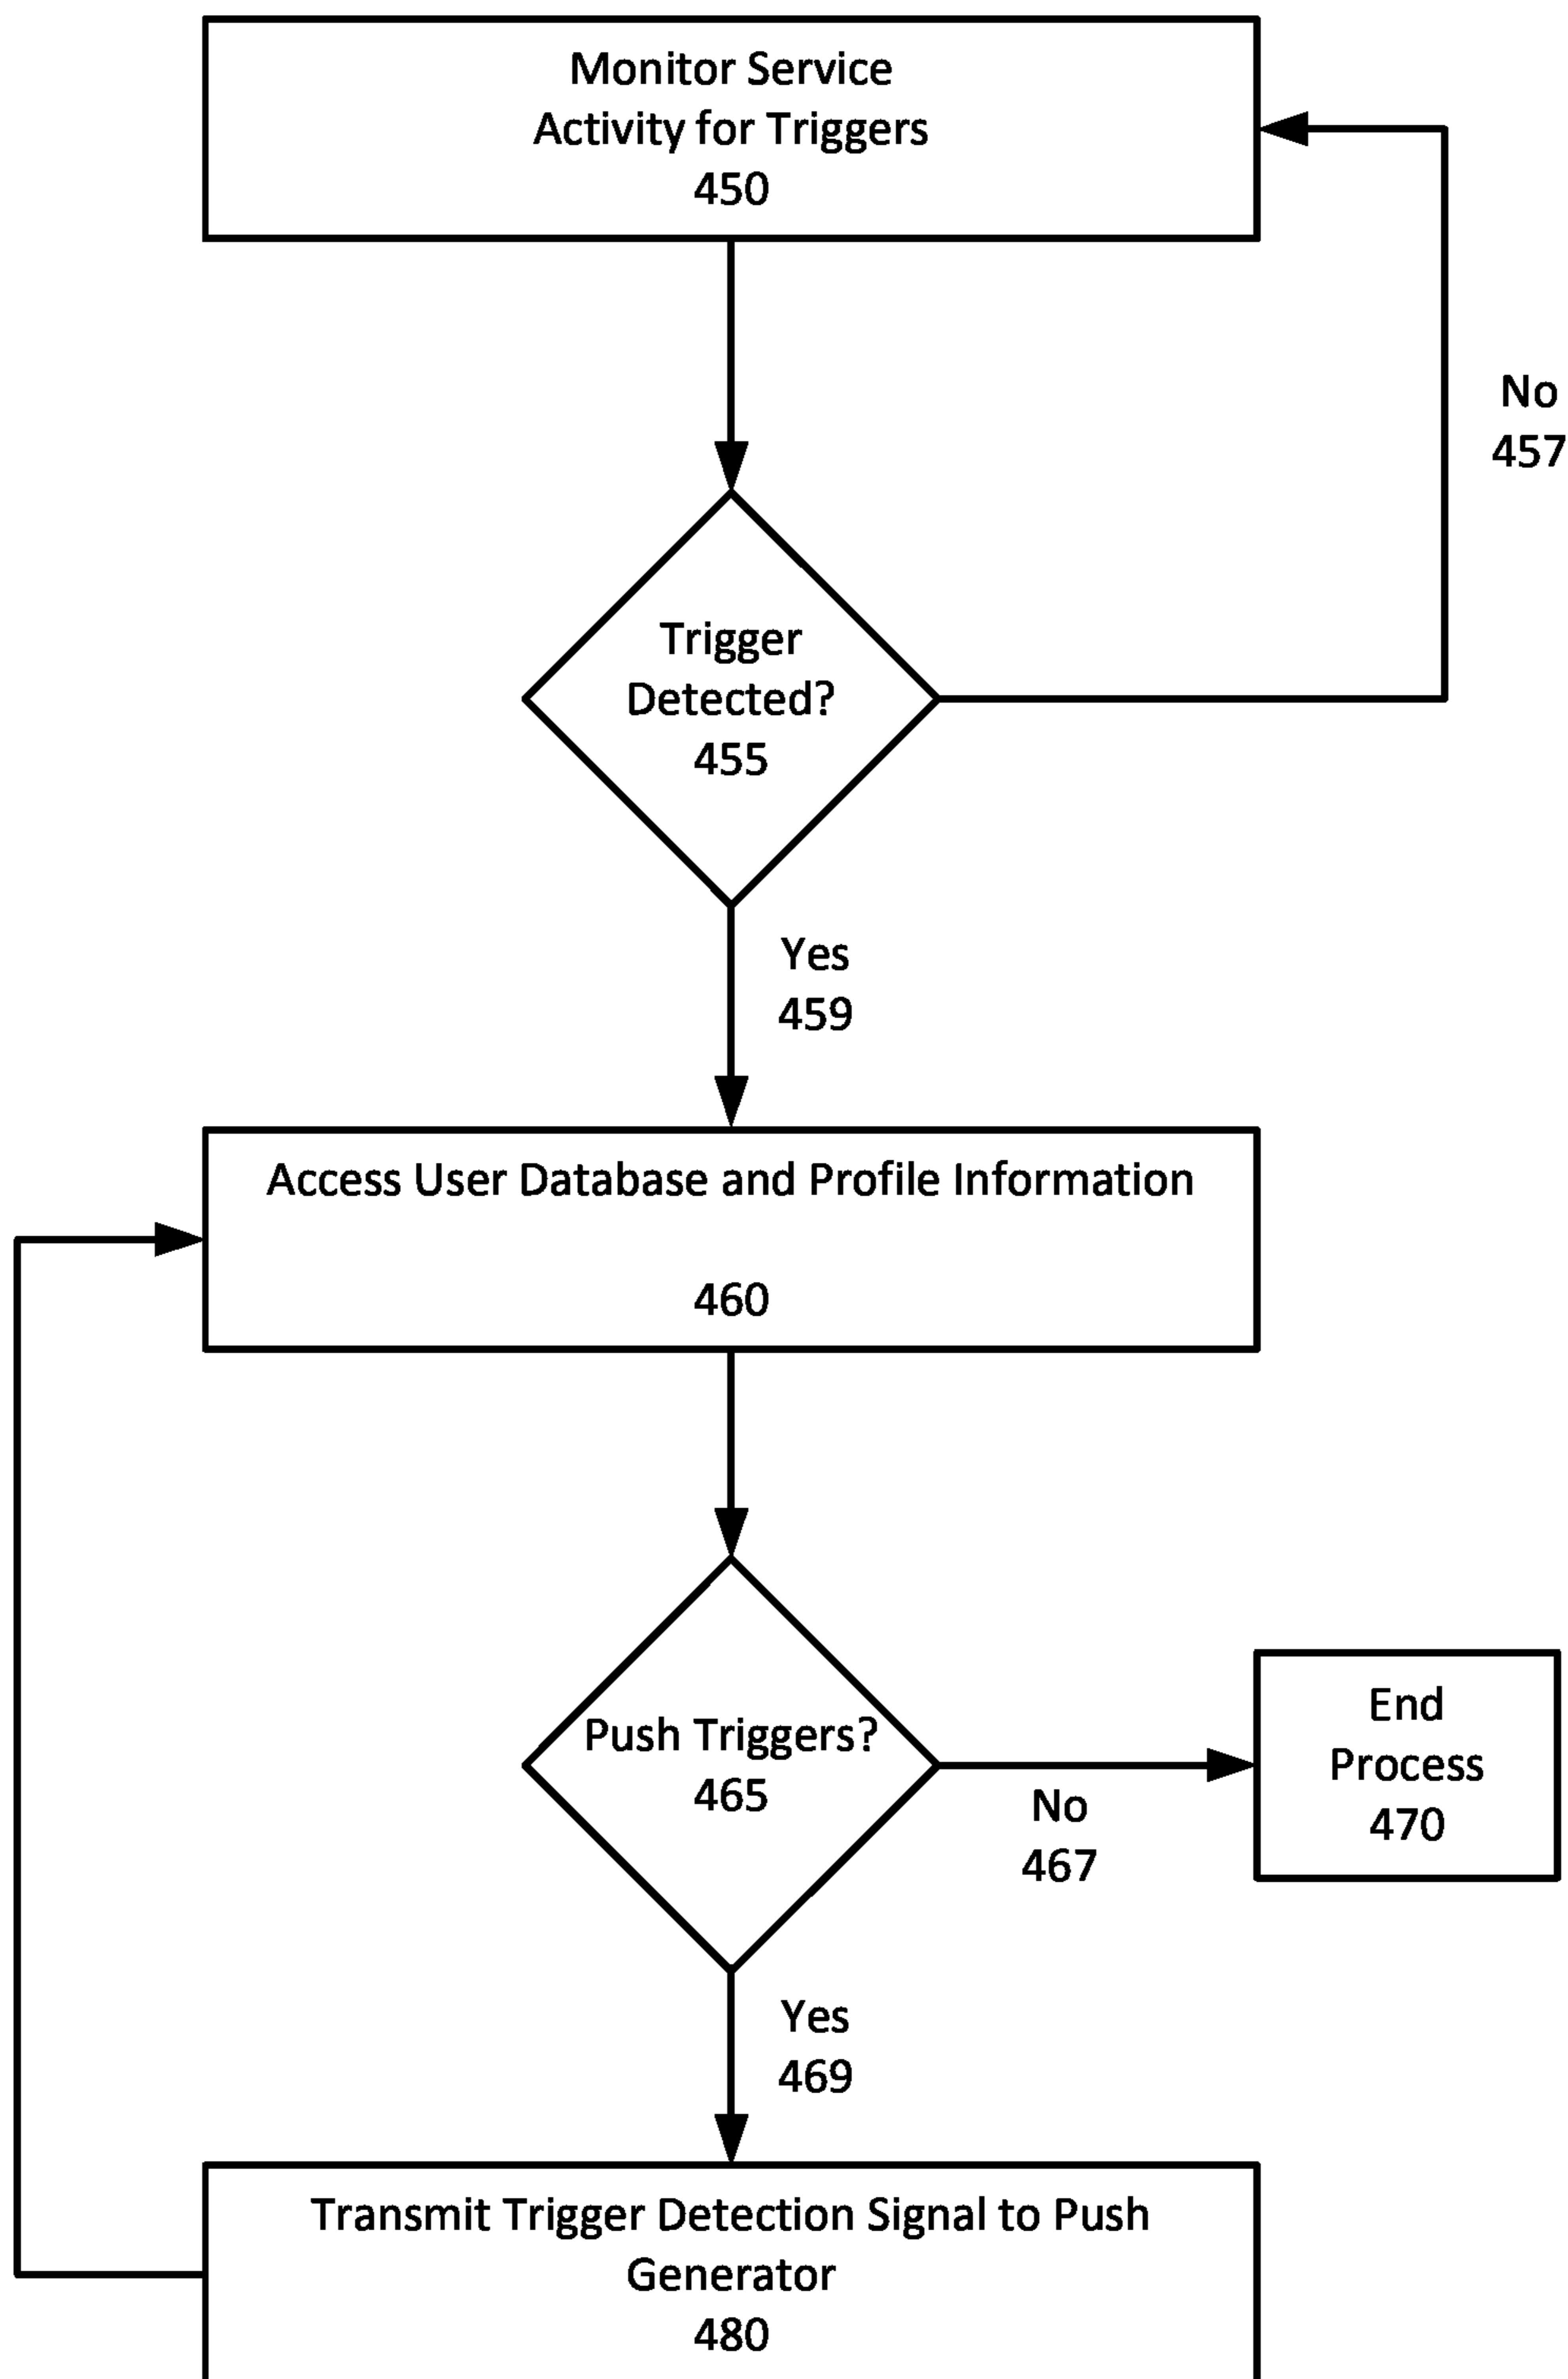 Monitor Service
Activity for Triggers
450
No
457
Trigger
Detected?
455
Yes
459
Access User Database and Profile Information
460
Push Triggers?
465
No
467
End
Process
470
Yes
469
Transmit Trigger Detection Signal to Push
Generator
480